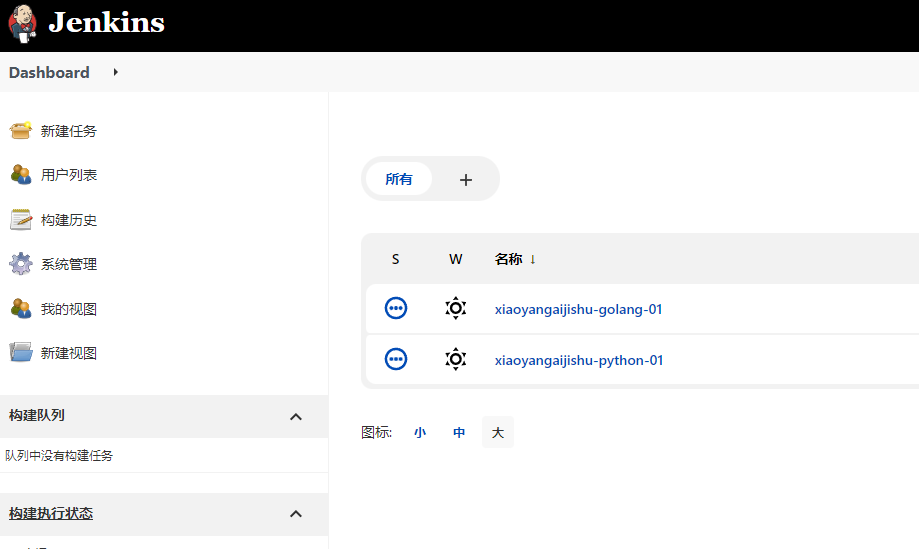 Jenkins
Dashboard
新建任务
用户列表
构建历史
系统管理
我的视图
新建视图
构建队列
队列中没有构建任务
构建执行状态
所有 +
S W 名称 ↓
xiaoyangaijishu-golang-01
xiaoyangaijishu-python-01
图标: 小 中 大